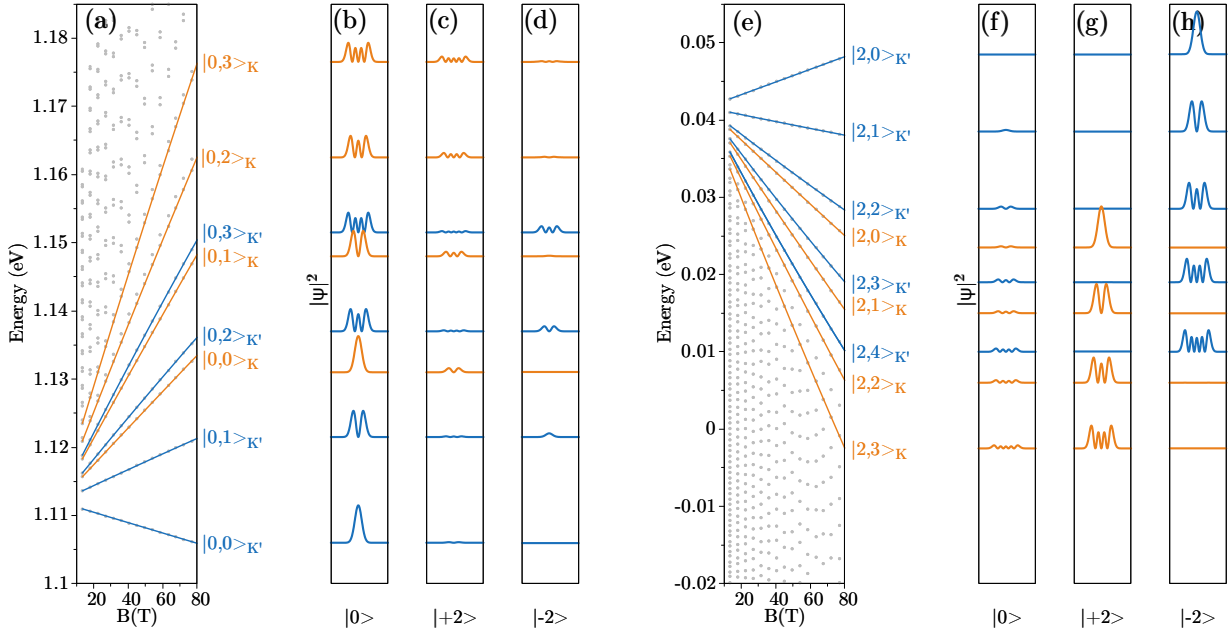 (a) (b) (c) (d) (e) (f) (g) (h)
1.18
1.17
1.16
1.15
1.14
1.13
1.12
1.11
1.1
Energy (eV)
20 40 60 80
B(T)
|0,3>K
|0,2>K
|0,3>K'
|0,1>K
|0,2>K'
|0,0>K
|0,1>K'
|0,0>K'
|ψ|²
|0> |+2> |-2>
0.05
0.04
0.03
0.02
0.01
0
-0.01
-0.02
Energy (eV)
20 40 60 80
B(T)
|2,0>K'
|2,1>K'
|2,2>K'
|2,0>K
|2,3>K'
|2,1>K
|2,4>K'
|2,2>K
|2,3>K
|ψ|²
|0> |+2> |-2>